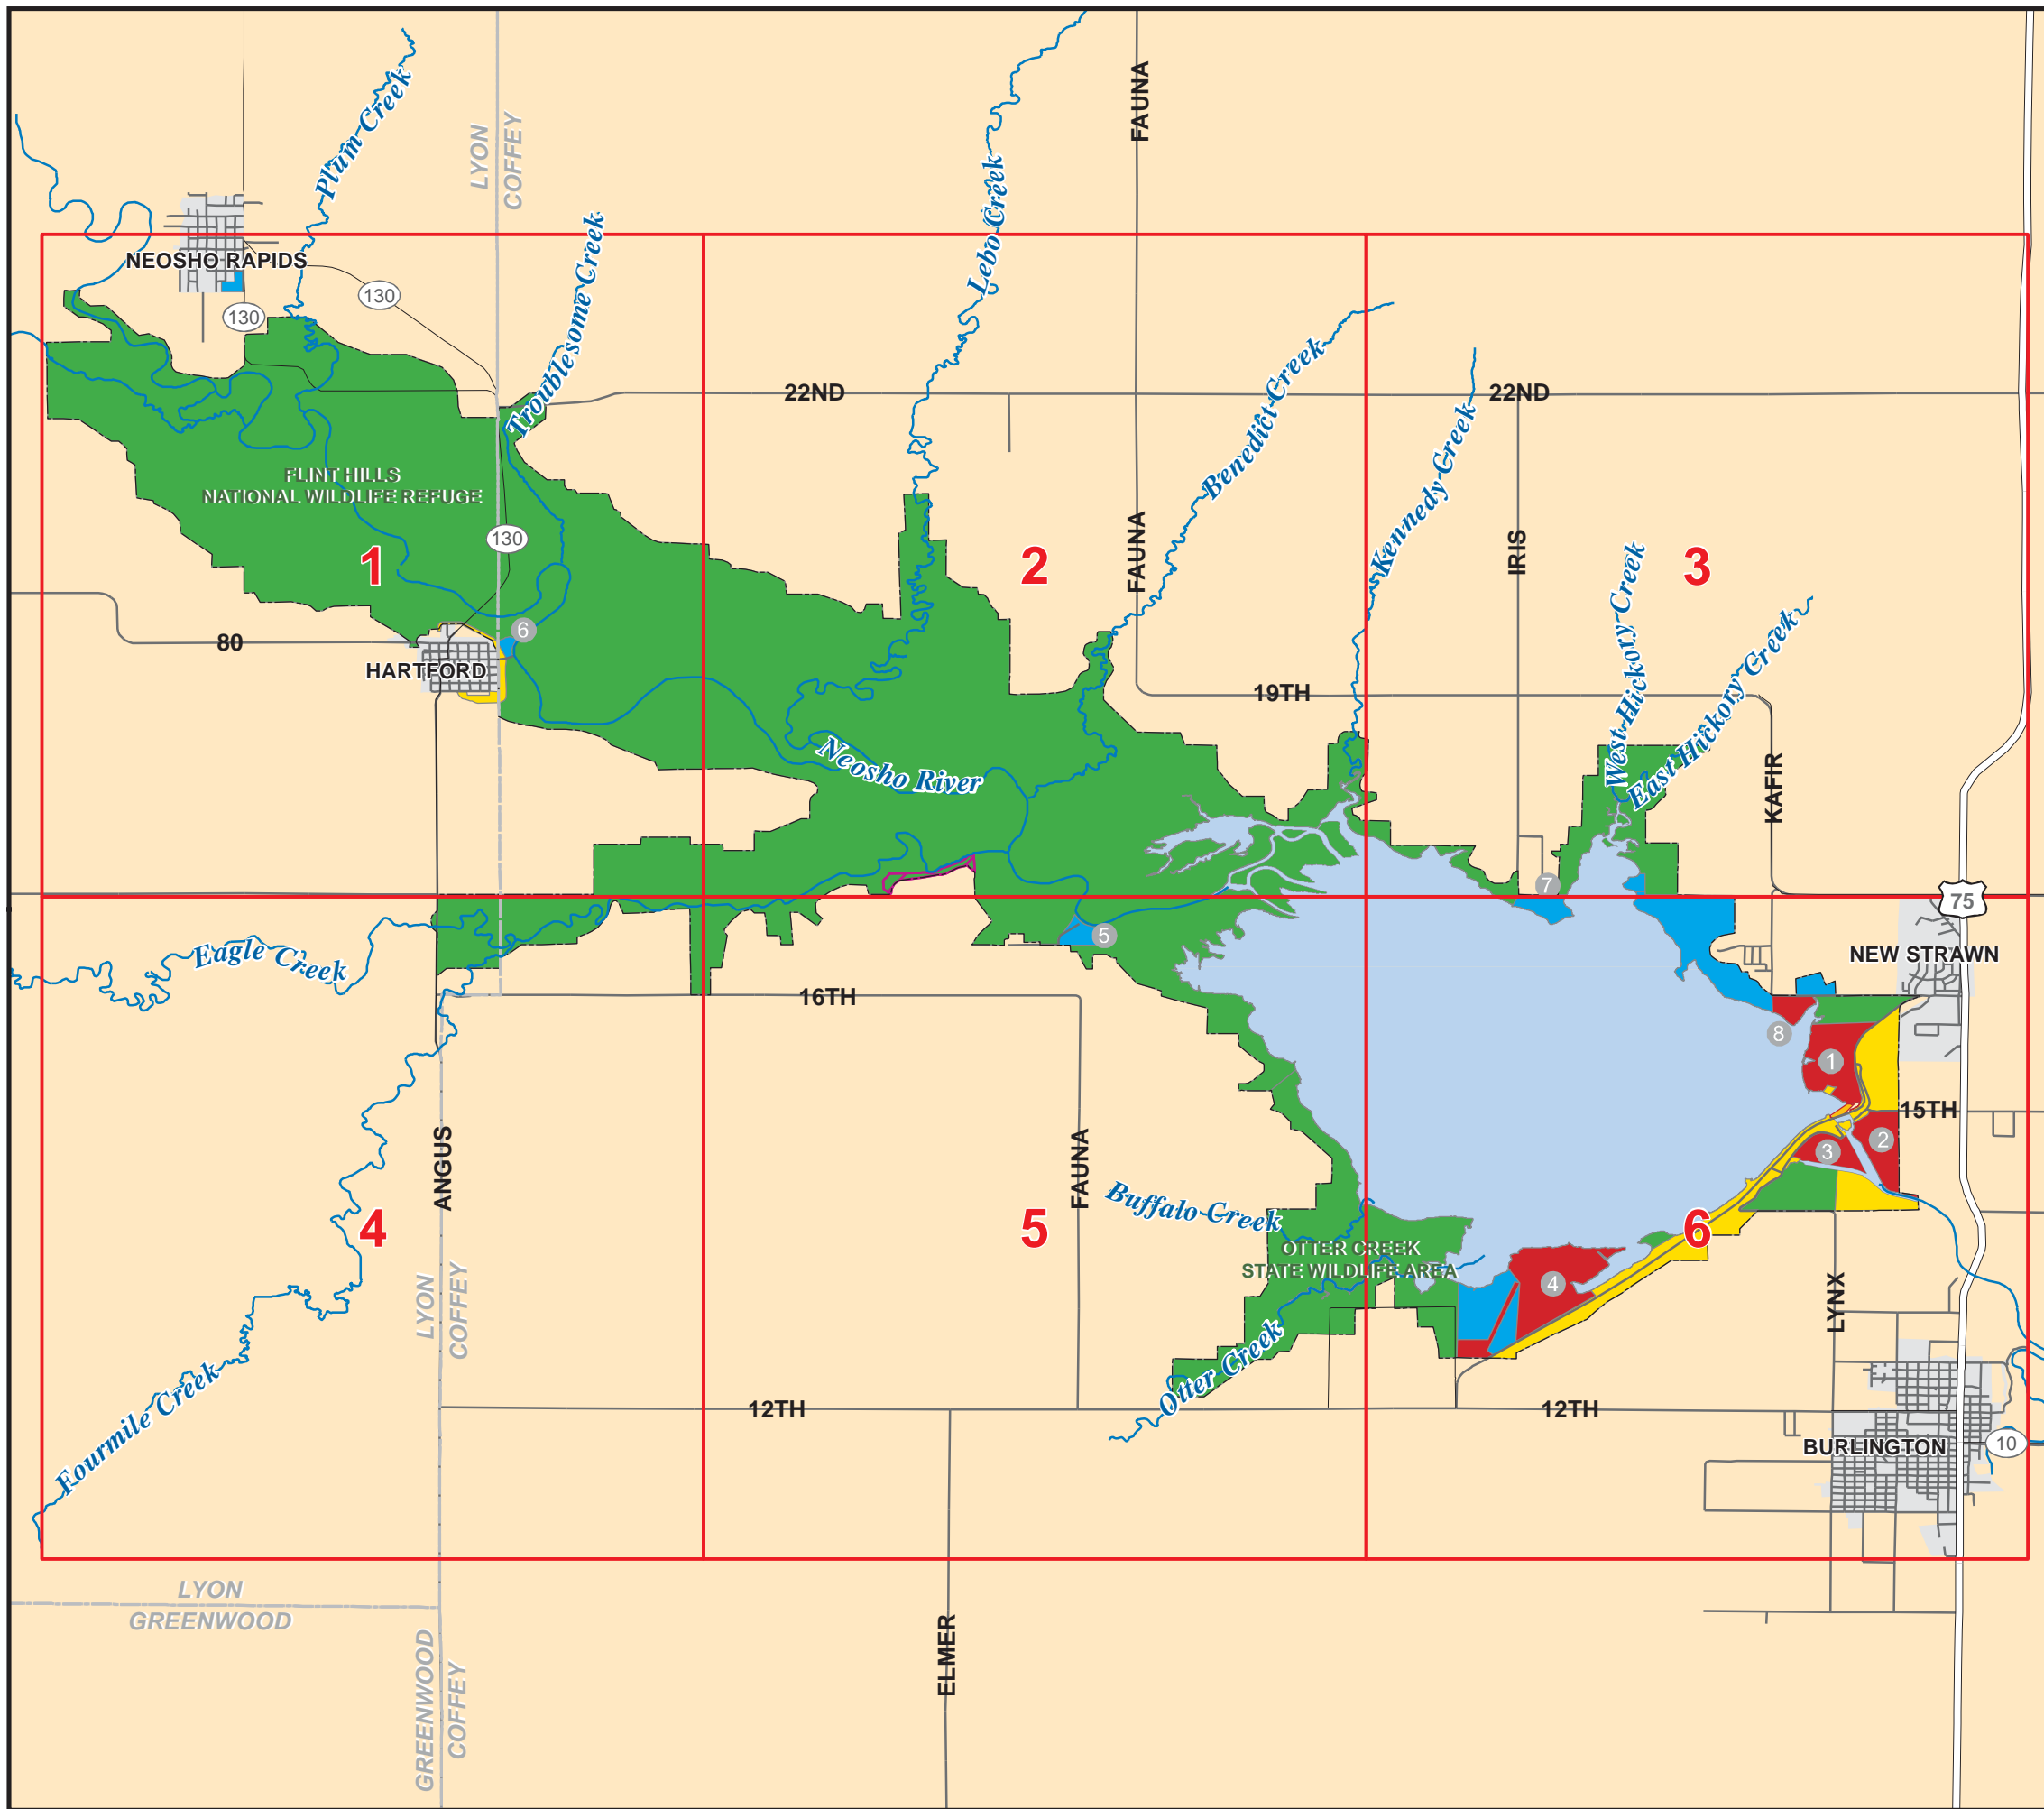 Plum Creek
LYON
COFFEY
FAUNA
Lebo Creek
Troublesome Creek
NEOSHO RAPIDS
130
130
22ND
22ND
Benedict Creek
Kennedy Creek
FLINT HILLS
NATIONAL WILDLIFE REFUGE
130
1
2
3
FAUNA
IRIS
West Hickory Creek
East Hickory Creek
6
80
HARTFORD
19TH
Neosho River
KAFIR
7
75
5
Eagle Creek
NEW STRAWN
16TH
8
1
15TH
2
3
ANGUS
FAUNA
Buffalo Creek
4
5
6
OTTER CREEK
STATE WILDLIFE AREA
4
LYON
COFFEY
LYNX
Otter Creek
Fourmile Creek
12TH
12TH
BURLINGTON
10
LYON
GREENWOOD
GREENWOOD
COFFEY
ELMER